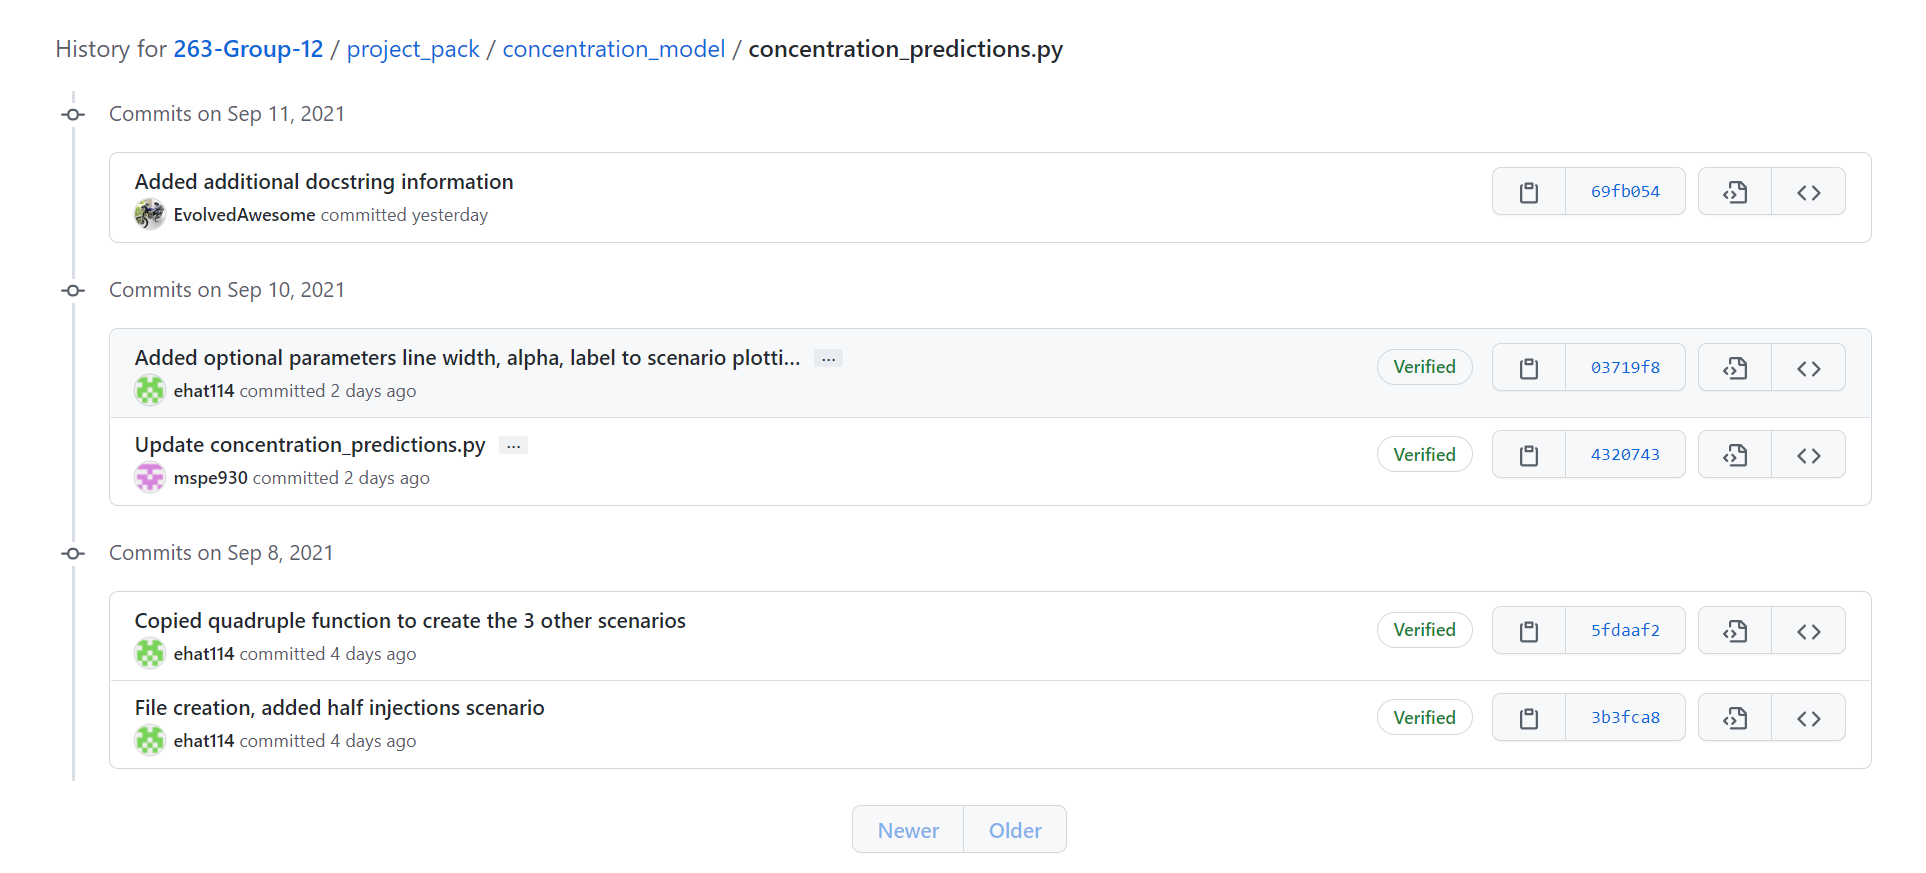 History for 263-Group-12 / project_pack / concentration_model / concentration_predictions.py
Commits on Sep 11, 2021
Added additional docstring information
EvolvedAwesome committed yesterday
69fb054
Commits on Sep 10, 2021
Added optional parameters line width, alpha, label to scenario plotti... ...
ehat114 committed 2 days ago
Verified
03719f8
Update concentration_predictions.py ...
mspe930 committed 2 days ago
Verified
4320743
Commits on Sep 8, 2021
Copied quadruple function to create the 3 other scenarios
ehat114 committed 4 days ago
Verified
5fdaaf2
File creation, added half injections scenario
ehat114 committed 4 days ago
Verified
3b3fca8
Newer Older